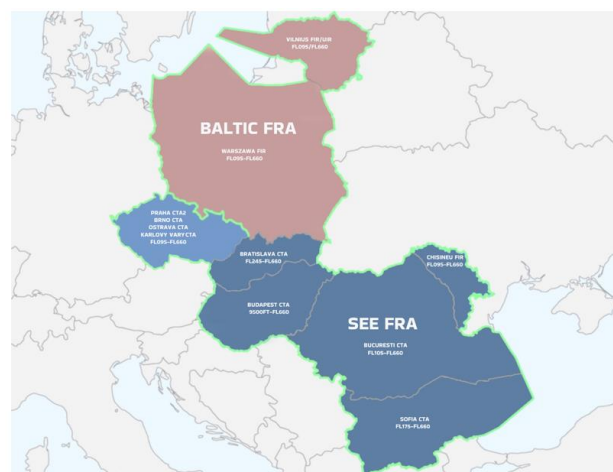 VILNIUS FIR/UIR
FL095/FL660
BALTIC FRA
WARSZAWA FIR
FL095-FL660
PRAHA CTA2
BRNO CTA
OSTRAVA CTA
KARLOVY VARY CTA
FL095-FL660
BRATISLAVA CTA
FL245-FL660
CHISINEU FIR
FL095-FL660
BUDAPEST CTA
9500FT-FL660
SEE FRA
BUCURESTI CTA
FL105-FL660
SOFIA CTA
FL175-FL660